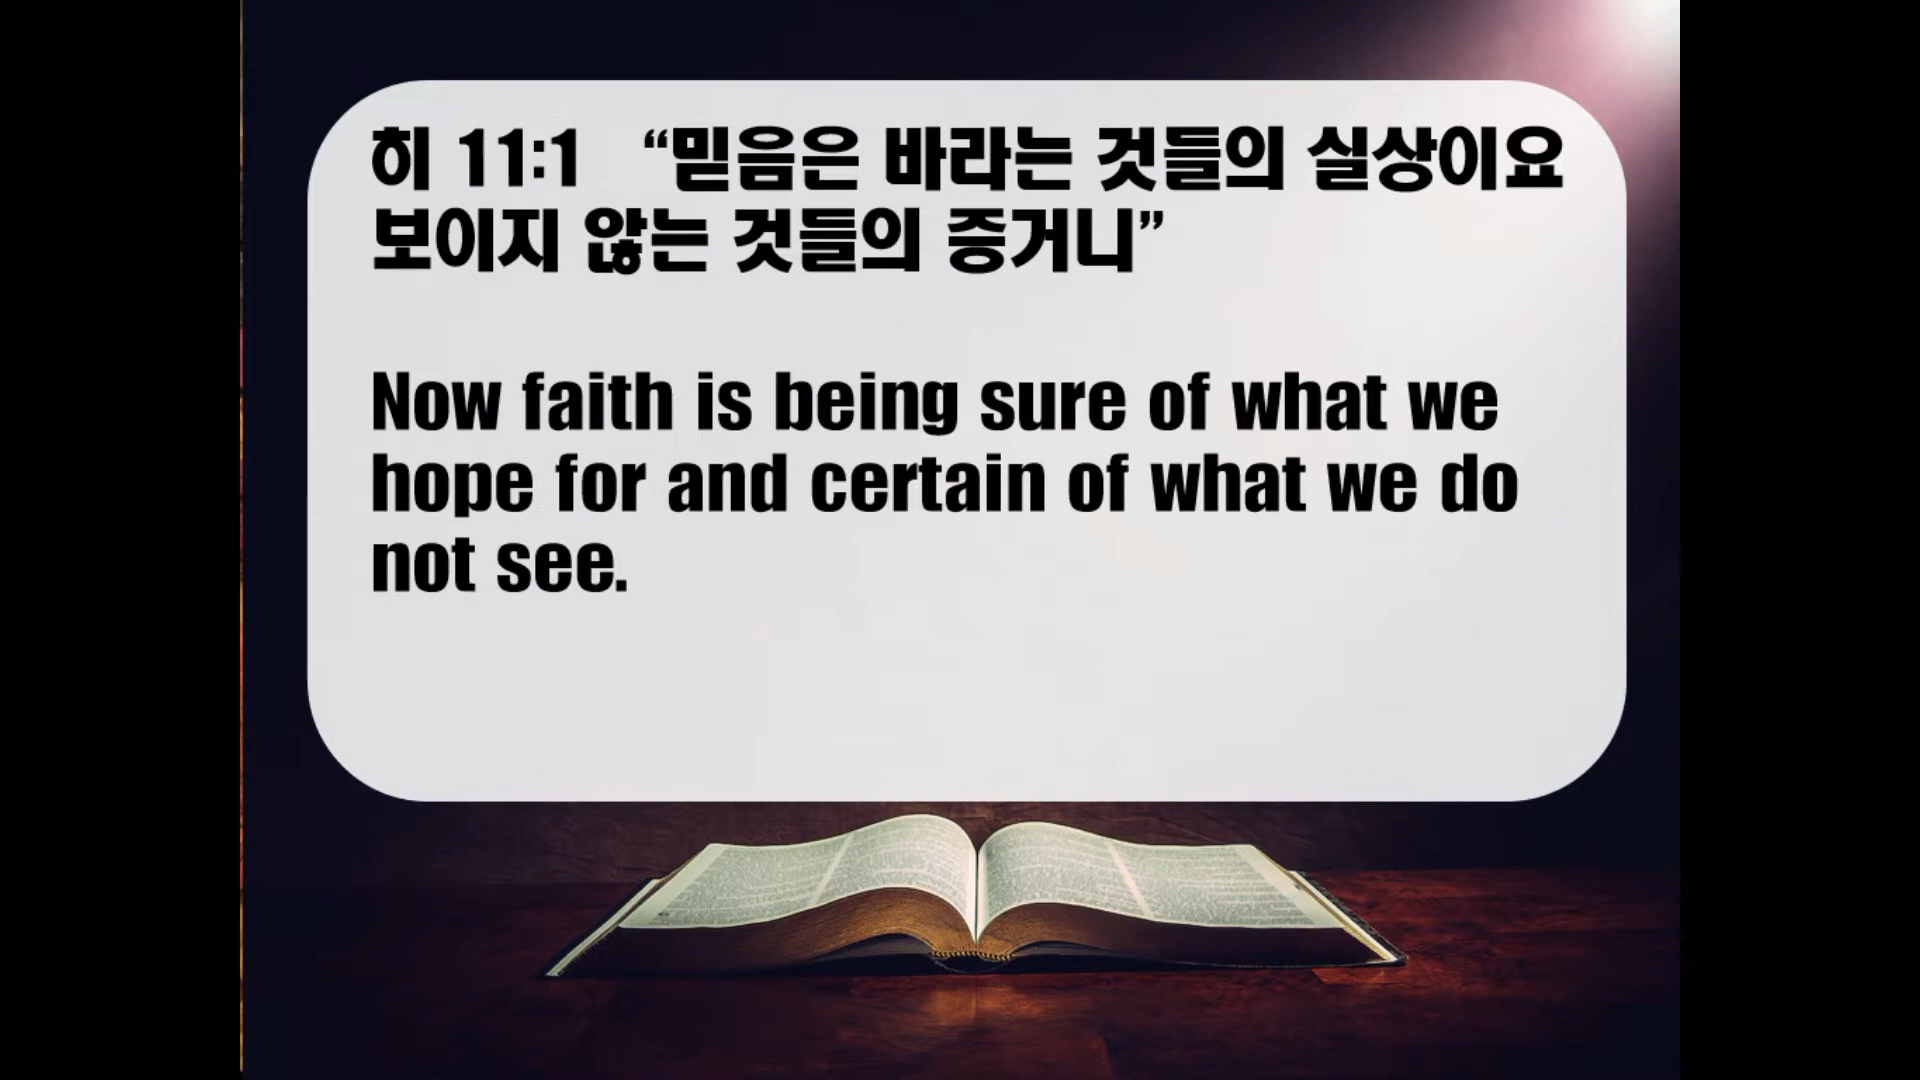 히 11:1 “믿음은 바라는 것들의 실상이요
보이지 않는 것들의 증거니”
Now faith is being sure of what we
hope for and certain of what we do
not see.